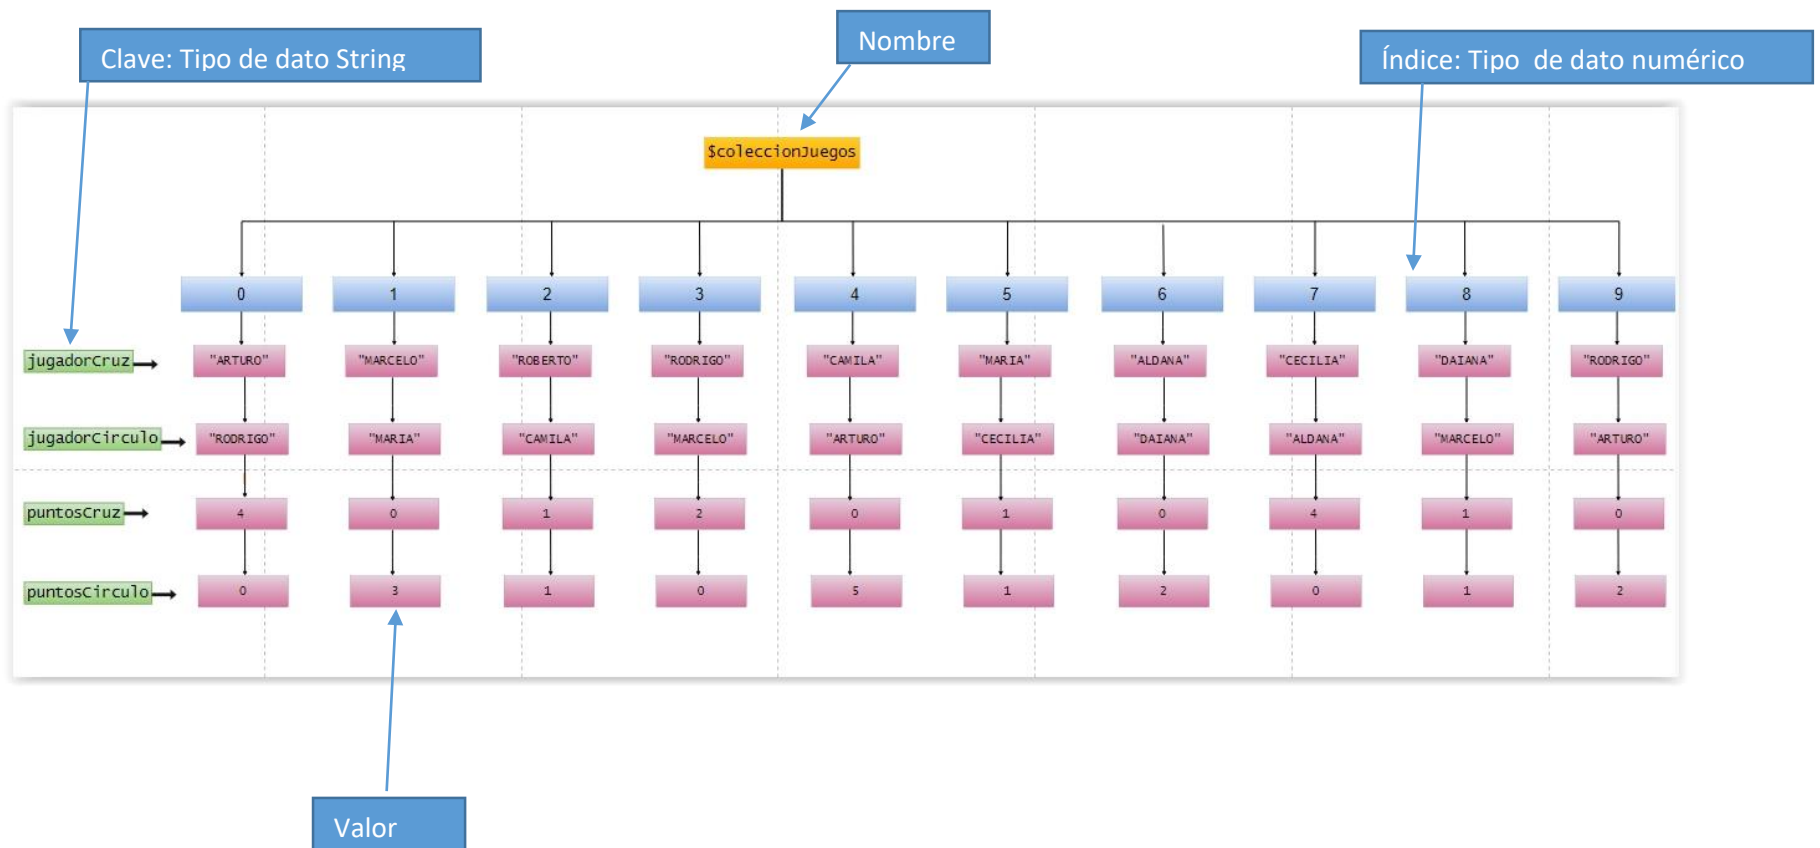 Nombre
Clave: Tipo de dato String
Índice: Tipo de dato numérico
$coleccionJuegos
0 1 2 3 4 5 6 7 8 9
jugadorCruz "ARTURO" "MARCELO" "ROBERTO" "RODRIGO" "CAMILA" "MARIA" "ALDANA" "CECILIA" "DAIANA" "RODRIGO"
jugadorCirculo "RODRIGO" "MARIA" "CAMILA" "MARCELO" "ARTURO" "CECILIA" "DAIANA" "ALDANA" "MARCELO" "ARTURO"
puntosCruz 4 0 1 2 0 1 0 4 1 0
puntosCirculo 0 3 1 0 5 1 2 0 1 2
Valor